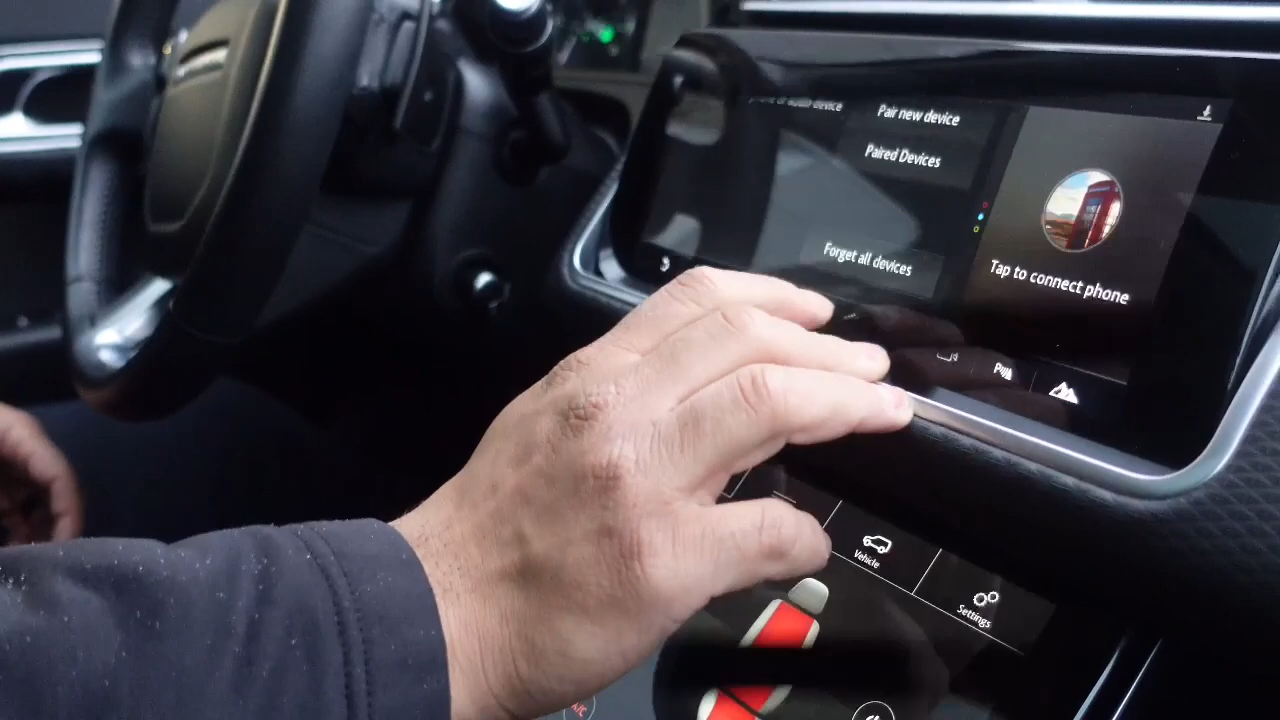 Pair new device
Paired Devices
Forget all devices
Tap to connect phone
P
Vehicle
Settings
A/C